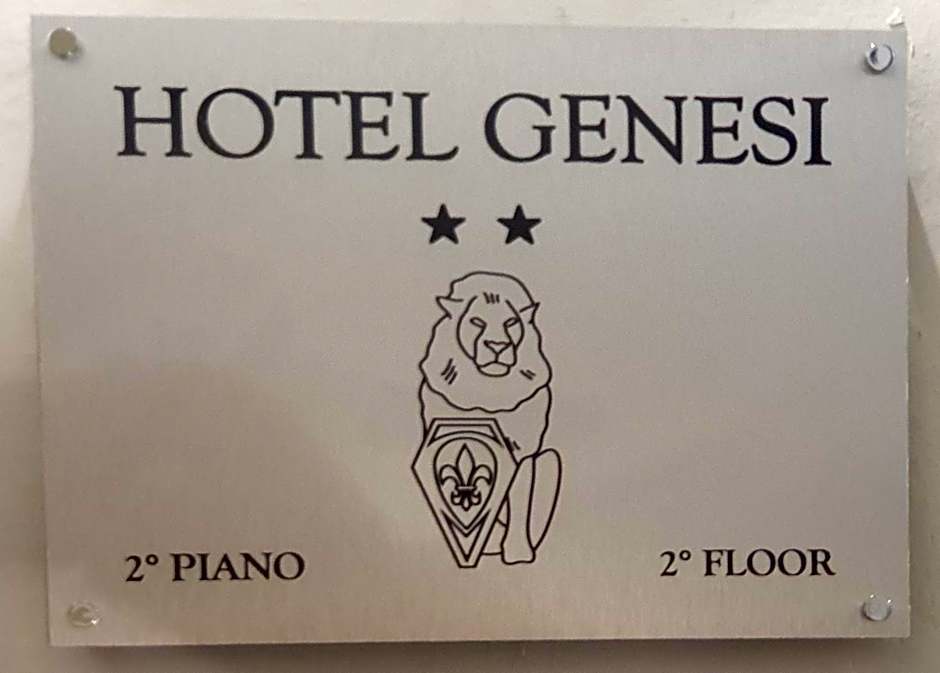 HOTEL GENESI
★ ★
2° PIANO
2° FLOOR